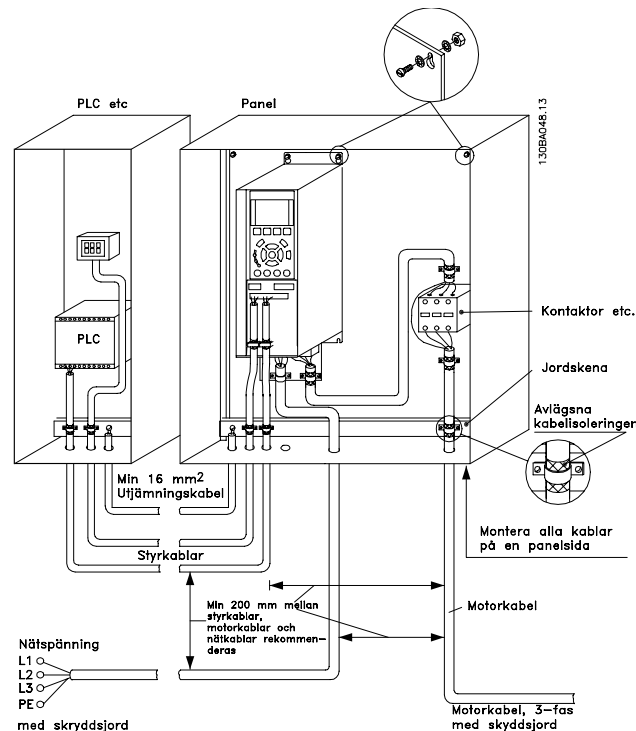 PLC etc
Panel
130BA048.13
PLC
Kontaktor etc.
Jordskena
Avlägsna
kabelisoleringen
Min 16 mm2
Utjämningskabel
Styrkablar
Montera alla kablar
på en panelsida
Min 200 mm mellan
styrkablar,
motorkablar och
nätkablar rekommen-
deras
Motorkabel
Nätspänning
L1
L2
L3
PE
med skryddsjord
Motorkabel, 3-fas
med skyddsjord